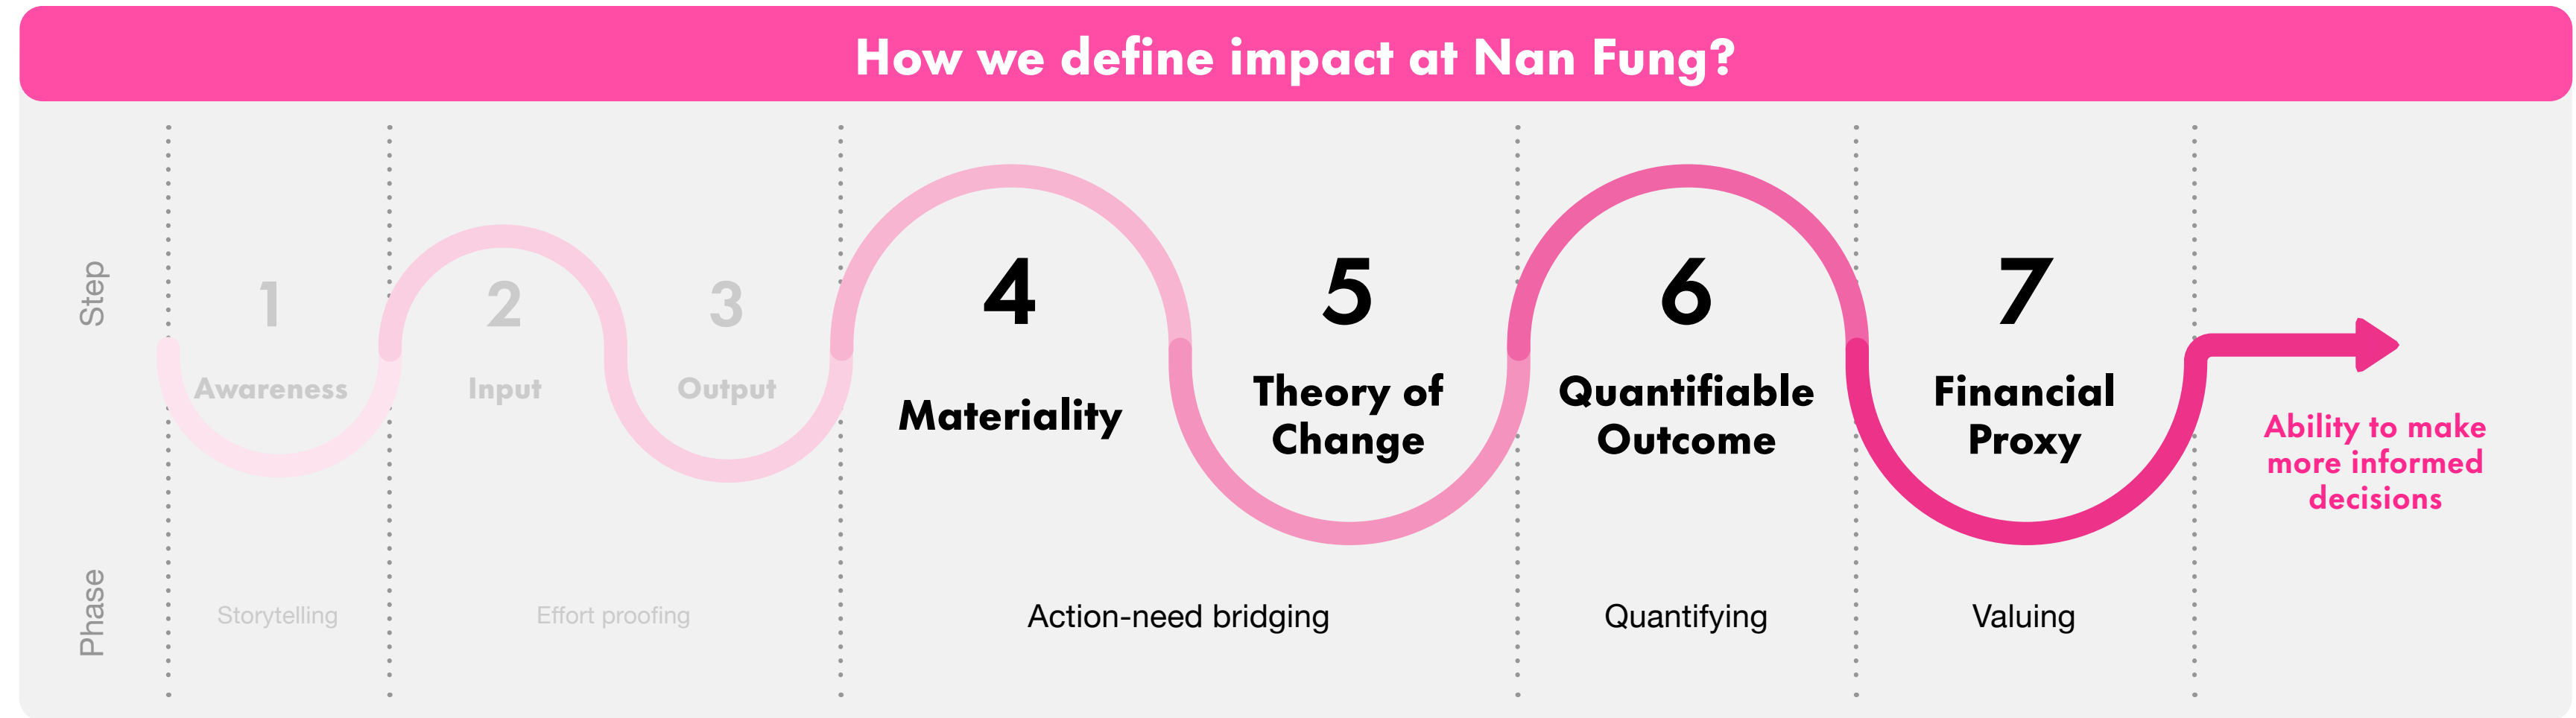 How we define impact at Nan Fung?
Step
1
2
3
4
5
6
7
Awareness
Input
Output
Materiality
Theory of
Change
Quantifiable
Outcome
Financial
Proxy
Ability to make
more informed
decisions
Phase
Storytelling
Effort proofing
Action-need bridging
Quantifying
Valuing